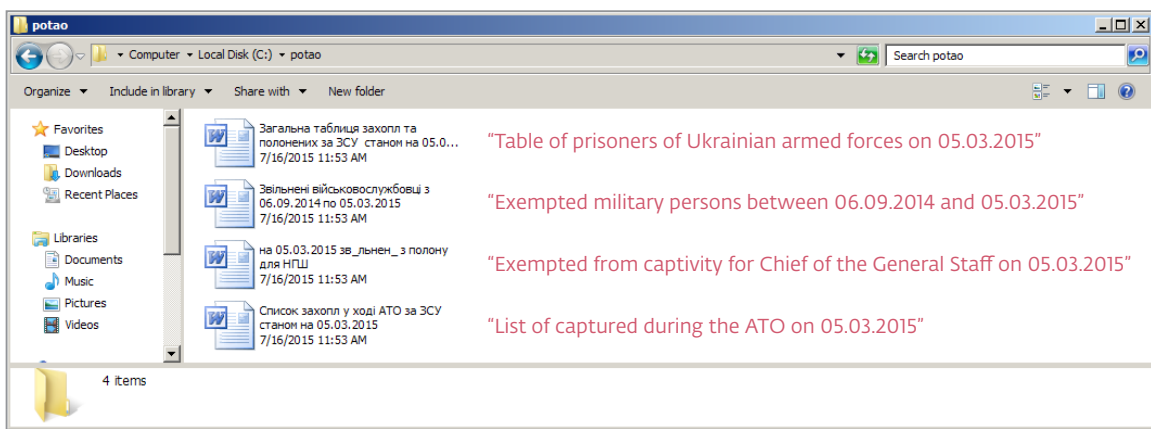 potao
Computer Local Disk (C:) potao
Search potao
Organize Include in library Share with New folder
Favorites
Desktop
Downloads
Recent Places
Libraries
Documents
Music
Pictures
Videos
Загальна таблиця захопл та
полонених за ЗСУ станом на 05.0...
7/16/2015 11:53 AM
"Table of prisoners of Ukrainian armed forces on 05.03.2015"
Звільнені військовослужбовці з
06.09.2014 по 05.03.2015
7/16/2015 11:53 AM
"Exempted military persons between 06.09.2014 and 05.03.2015"
на 05.03.2015 зв_льнен_ з полону
для НГШ
7/16/2015 11:53 AM
"Exempted from captivity for Chief of the General Staff on 05.03.2015"
Список захопл у ході АТО за ЗСУ
станом на 05.03.2015
7/16/2015 11:53 AM
"List of captured during the ATO on 05.03.2015"
4 items